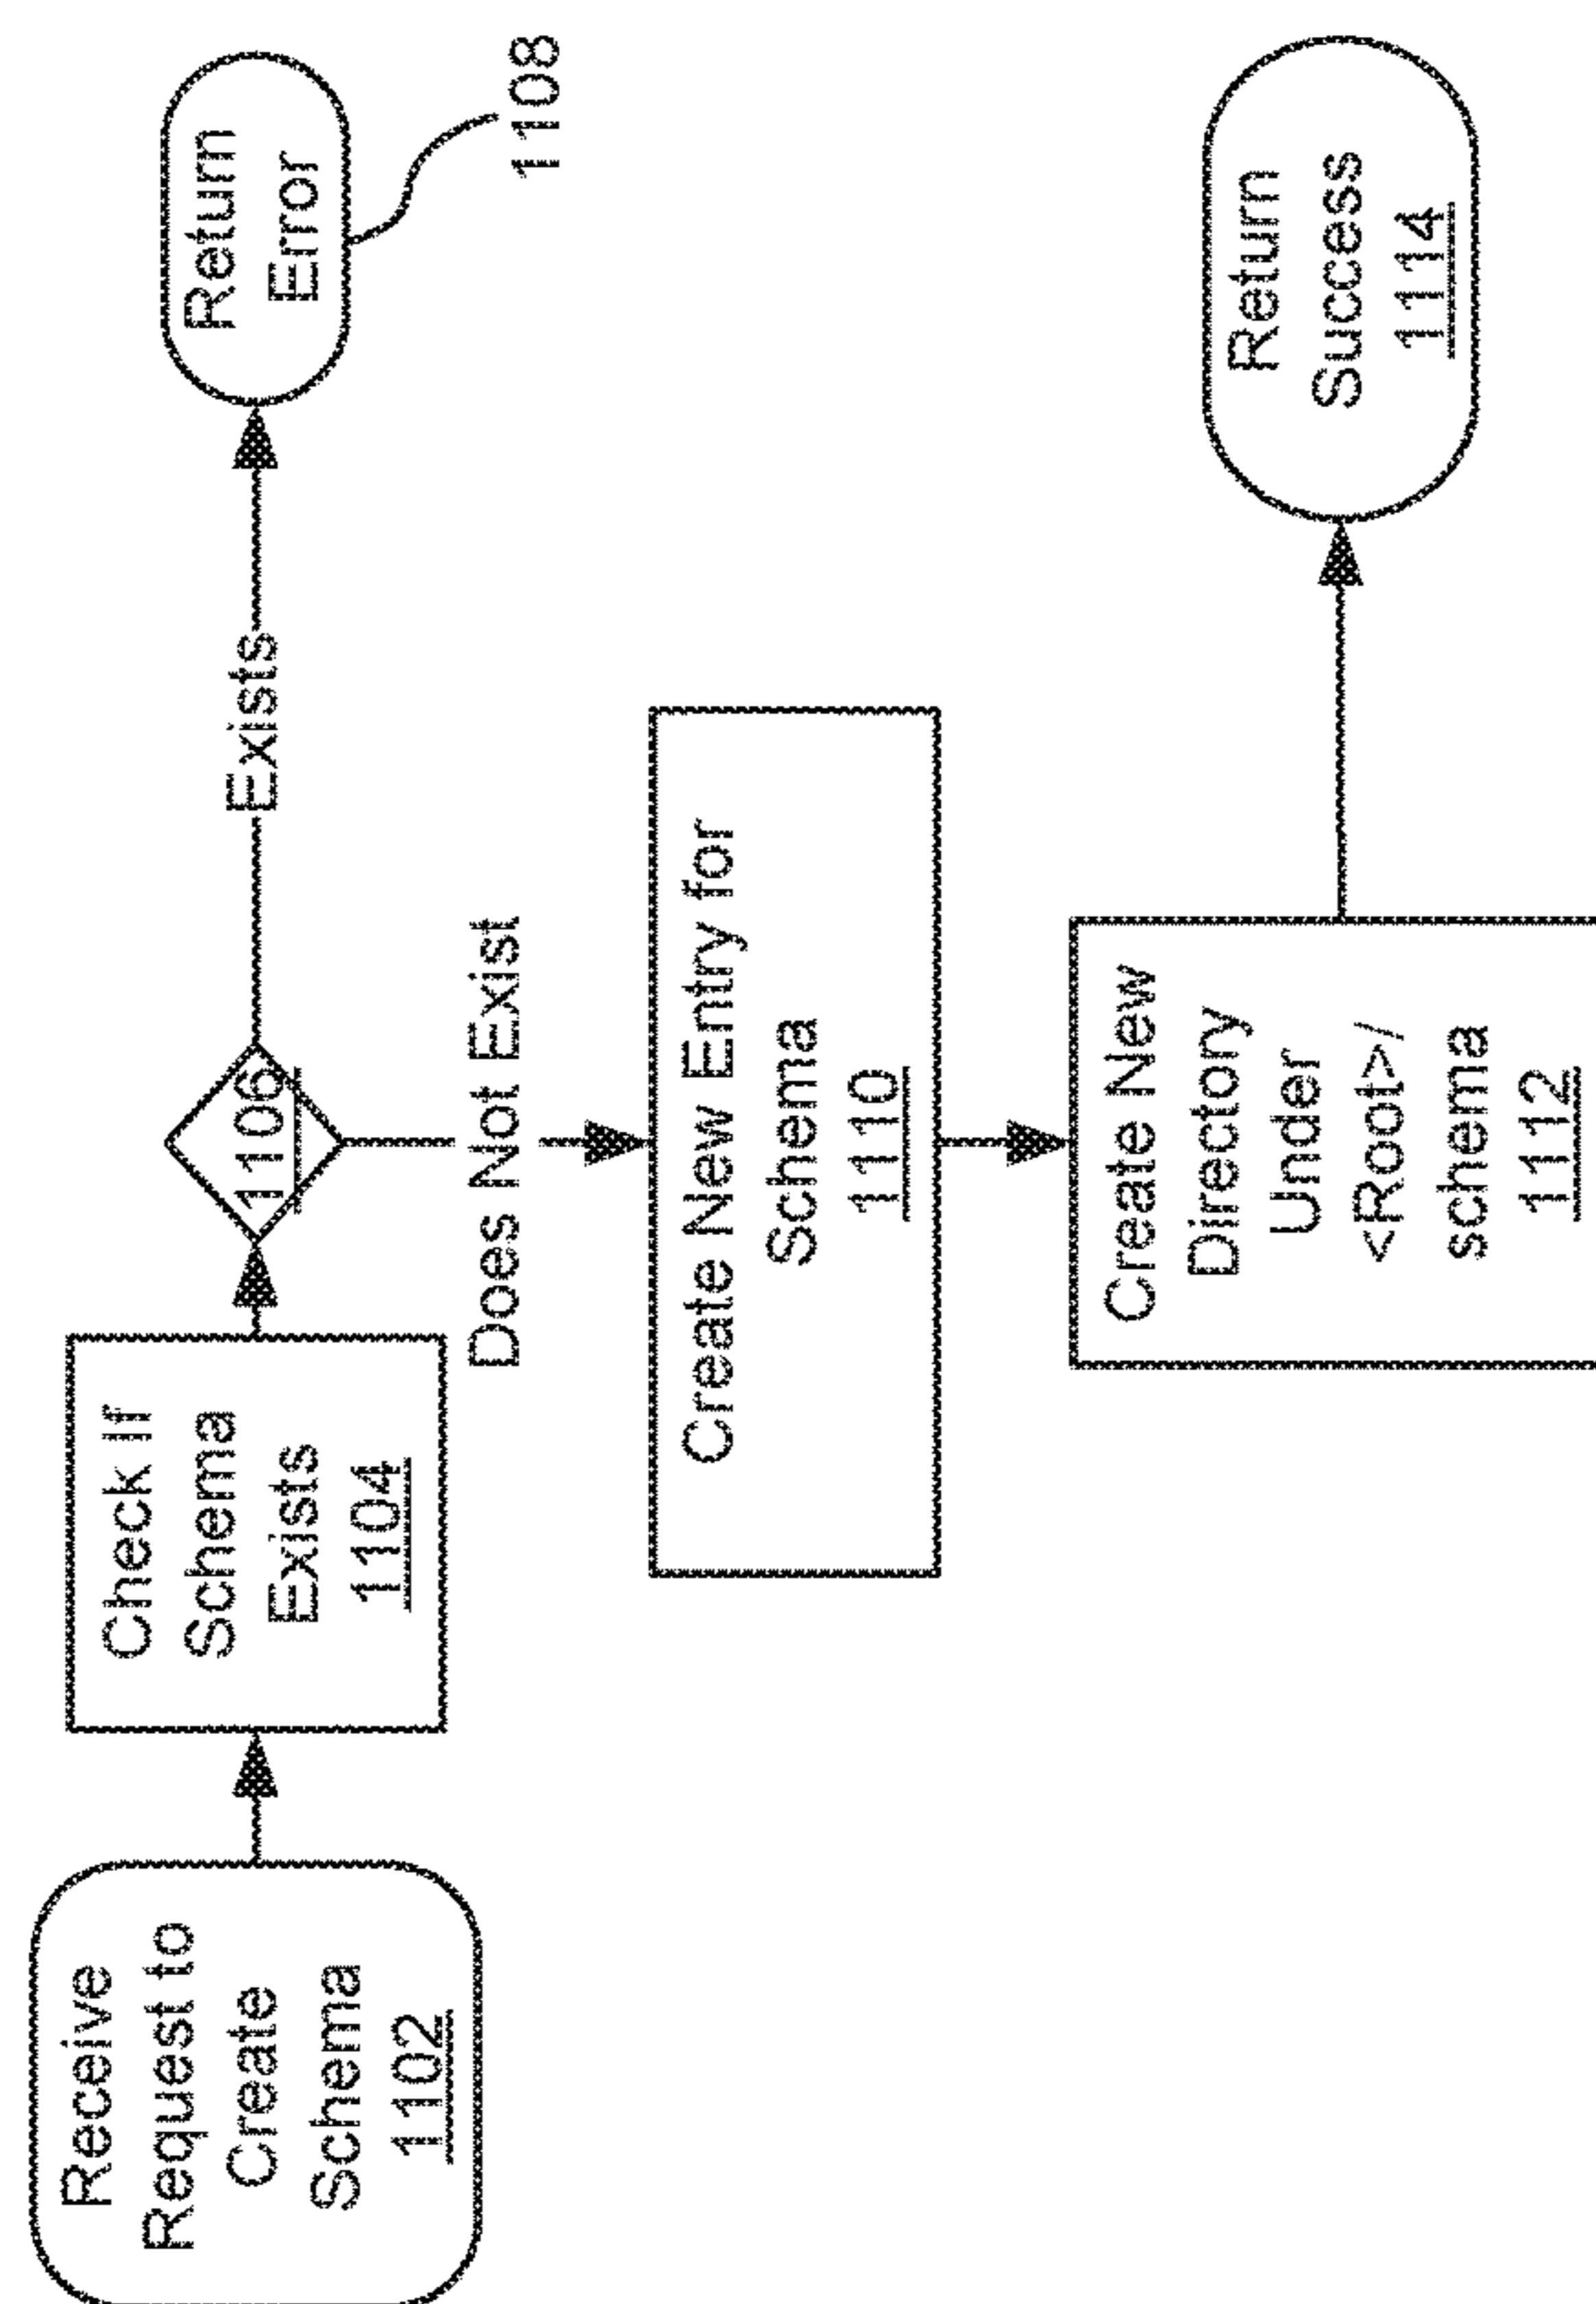 Receive
Request to
Create
Schema
1102
Check If
Schema
Exists
1104
1106
Exists
Return
Error
1108
Does Not Exist
Create New Entry for
Schema
1110
Create New
Directory
Under
<Root>/
schema
1112
Return
Success
1114